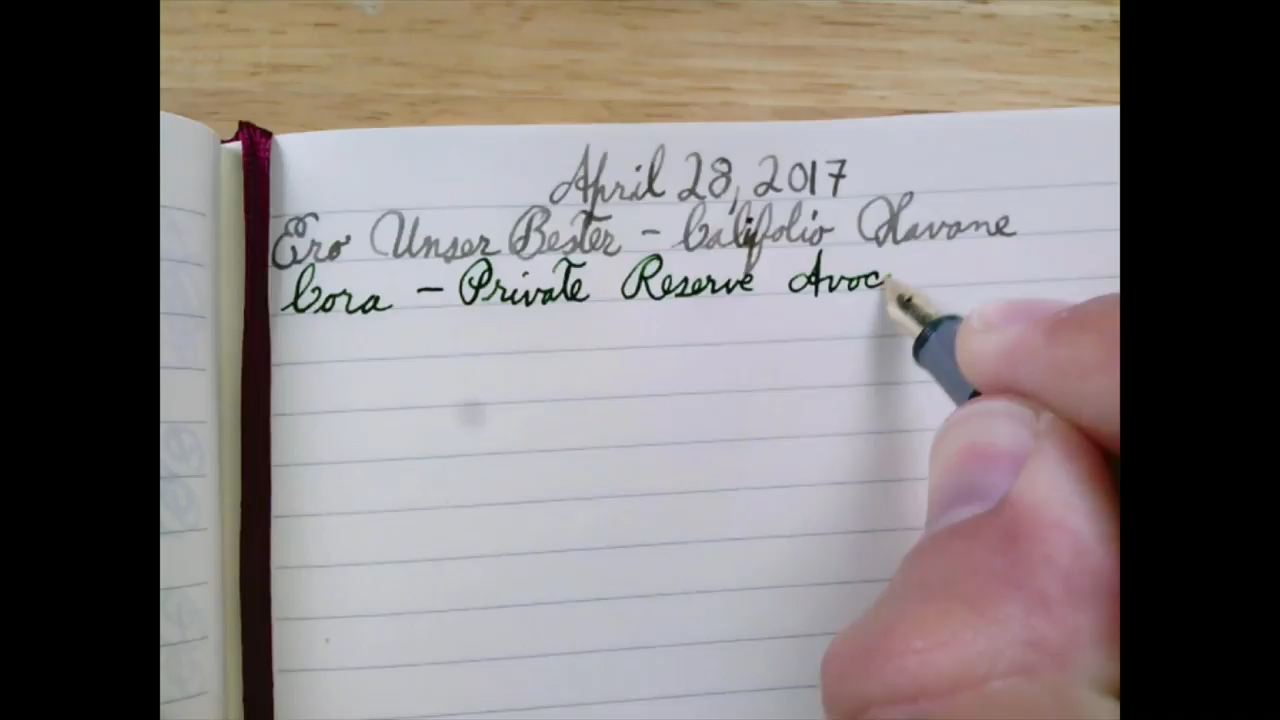 April 28, 2017
Ero Unser Bester - Califolio Havane
Cora - Private Reserve Avoc